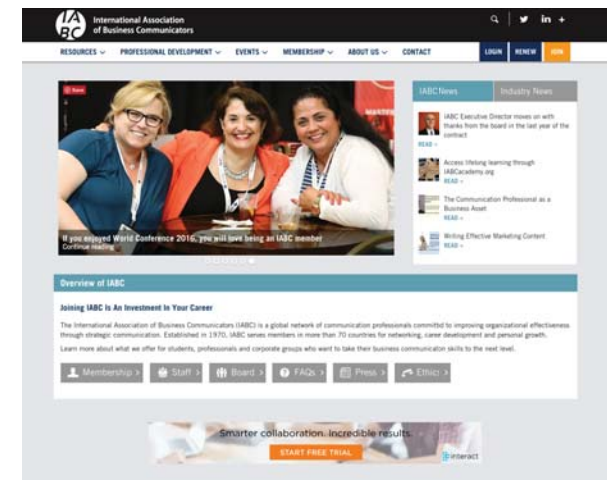 IA
BC
International Association
of Business Communicators
in +
RESOURCES
PROFESSIONAL DEVELOPMENT
EVENTS
MEMBERSHIP
ABOUT US
CONTACT
LOGIN
RENEW
JOIN
Save
If you enjoyed World Conference 2016, you will love being an IABC member
Continue reading
IABCNews
Industry News
IABC Executive Director moves on with
thanks from the board in the last year of the
contract
READ »
Access lifelong learning through
IABCacademy.org
READ »
The Communication Professional as a
Business Asset
READ »
Writing Effective Marketing Content
READ »
Overview of IABC
Joining IABC Is An Investment In Your Career
The International Association of Business Communicators (IABC) is a global network of communication professionals committd to improving organizational effectiveness
through strategic communication. Established in 1970, IABC serves members in more than 70 countries for networking, career development and personal growth.
Learn more about what we offer for students, professionals and corporate groups who want to take their business communicaton skills to the next level.
Membership >
Staff >
Board >
FAQs >
Press >
Ethics
Smarter collaboration. Incredible results.
START FREE TRIAL
interact